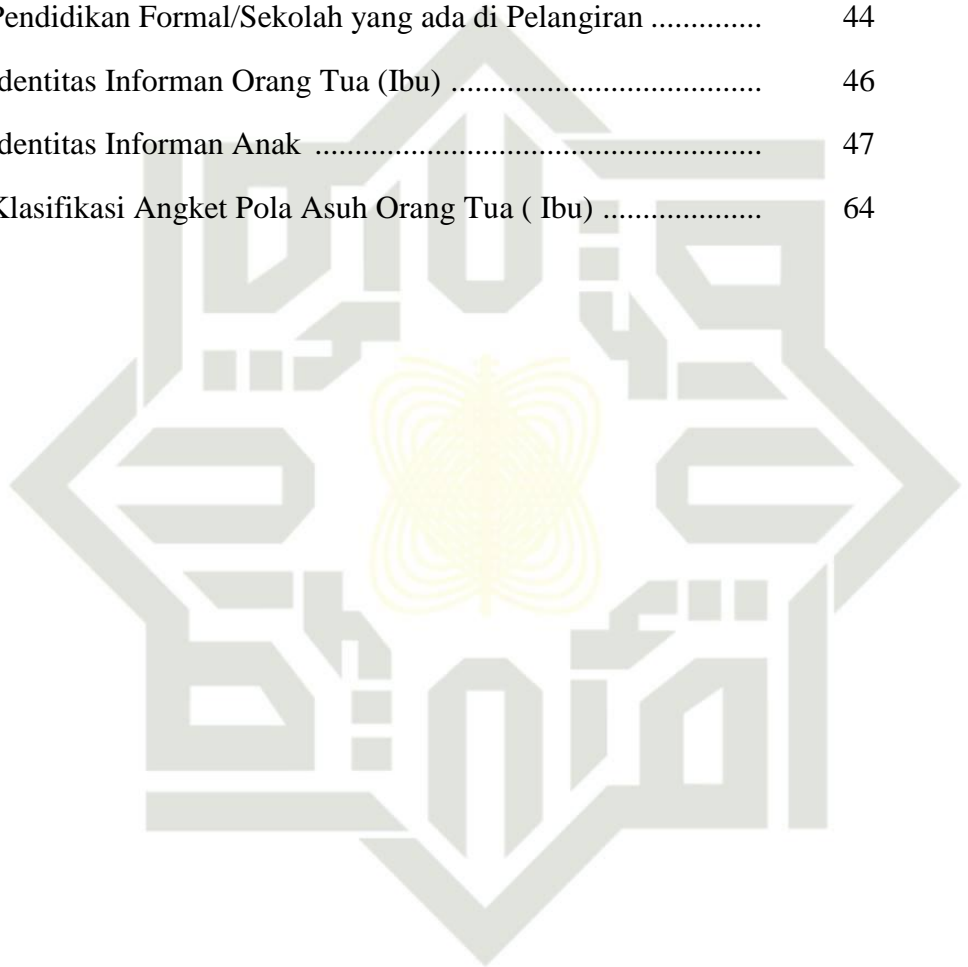 Pendidikan Formal/Sekolah yang ada di Pelangiran .............. 44
dentitas Informan Orang Tua (Ibu) ....................................... 46
dentitas Informan Anak ........................................................ 47
Klasifikasi Angket Pola Asuh Orang Tua ( Ibu) .................... 64